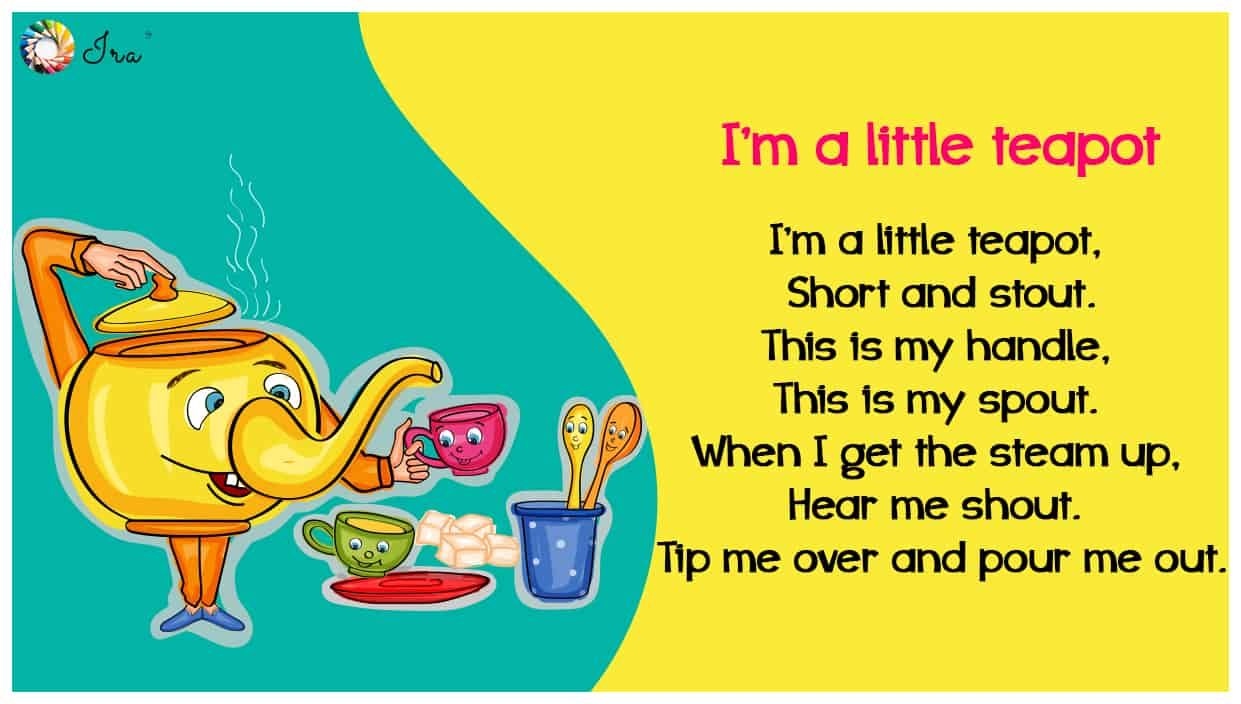 Ira
I'm a little teapot
I'm a little teapot,
Short and stout.
This is my handle,
This is my spout.
When I get the steam up,
Hear me shout.
Tip me over and pour me out.